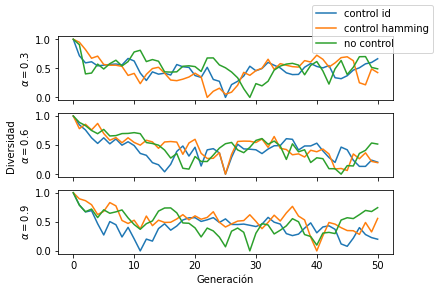 control id
control hamming
no control
1.0
0.5
0.0
α = 0.3
1.0
0.5
0.0
α = 0.6
Diversidad
1.0
0.5
0.0
α = 0.9
0 10 20 30 40 50
Generación